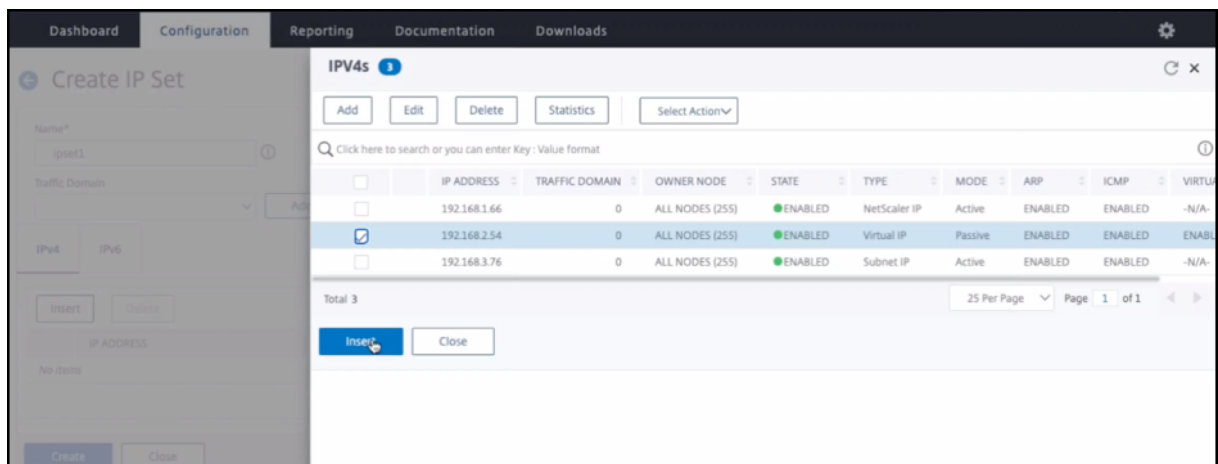 Dashboard Configuration Reporting Documentation Downloads
Create IP Set
Name*
ipset1
Traffic Domain
Add
IPv4 IPv6
Insert Delete
IP ADDRESS
No items
Create Close
IPV4s 3
Add Edit Delete Statistics Select Action
Click here to search or you can enter Key : Value format
IP ADDRESS TRAFFIC DOMAIN OWNER NODE STATE TYPE MODE ARP ICMP VIRTUA
192.168.1.66 0 ALL NODES (255) ENABLED NetScaler IP Active ENABLED ENABLED -N/A-
192.168.2.54 0 ALL NODES (255) ENABLED Virtual IP Passive ENABLED ENABLED ENABL
192.168.3.76 0 ALL NODES (255) ENABLED Subnet IP Active ENABLED ENABLED -N/A-
Total 3 25 Per Page Page 1 of 1
Insert Close